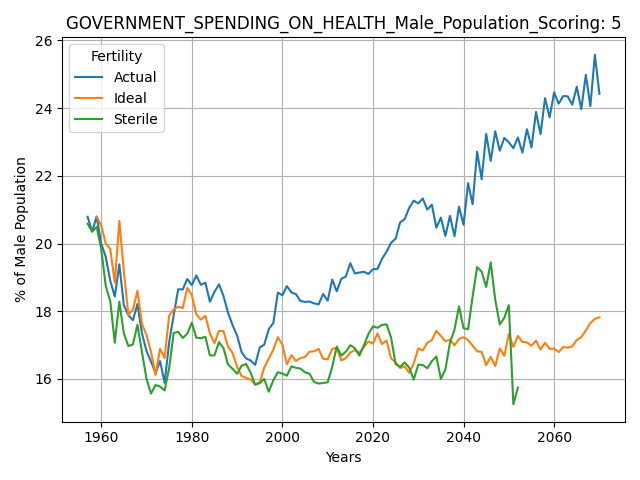 GOVERNMENT_SPENDING_ON_HEALTH_Male_Population_Scoring: 5
Fertility
Actual
Ideal
Sterile
% of Male Population
26
24
22
20
18
16
1960 1980 2000 2020 2040 2060
Years